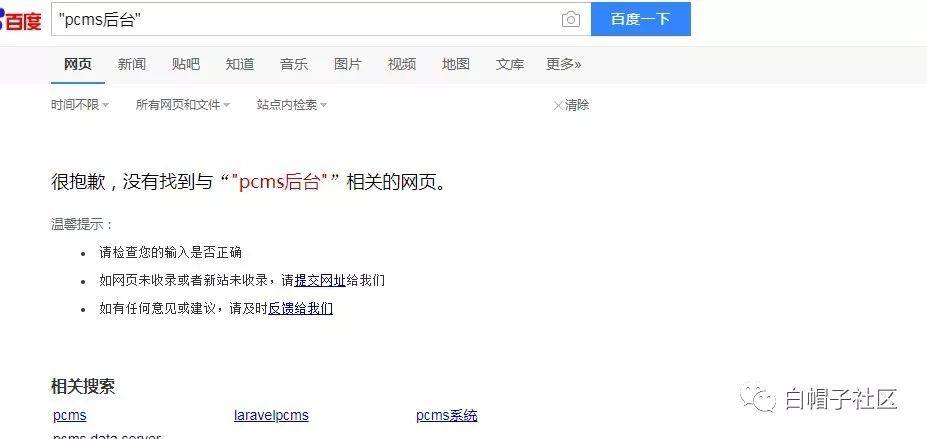 百度 "pcms后台" 百度一下
网页 新闻 贴吧 知道 音乐 图片 视频 地图 文库 更多»
时间不限 所有网页和文件 站点内检索 ×清除
很抱歉，没有找到与“"pcms后台"”相关的网页。
温馨提示：
• 请检查您的输入是否正确
• 如网页未收录或者新站未收录，请提交网址给我们
• 如有任何意见或建议，请及时反馈给我们
相关搜索
pcms laravelpcms pcms系统
pcms data server
白帽子社区